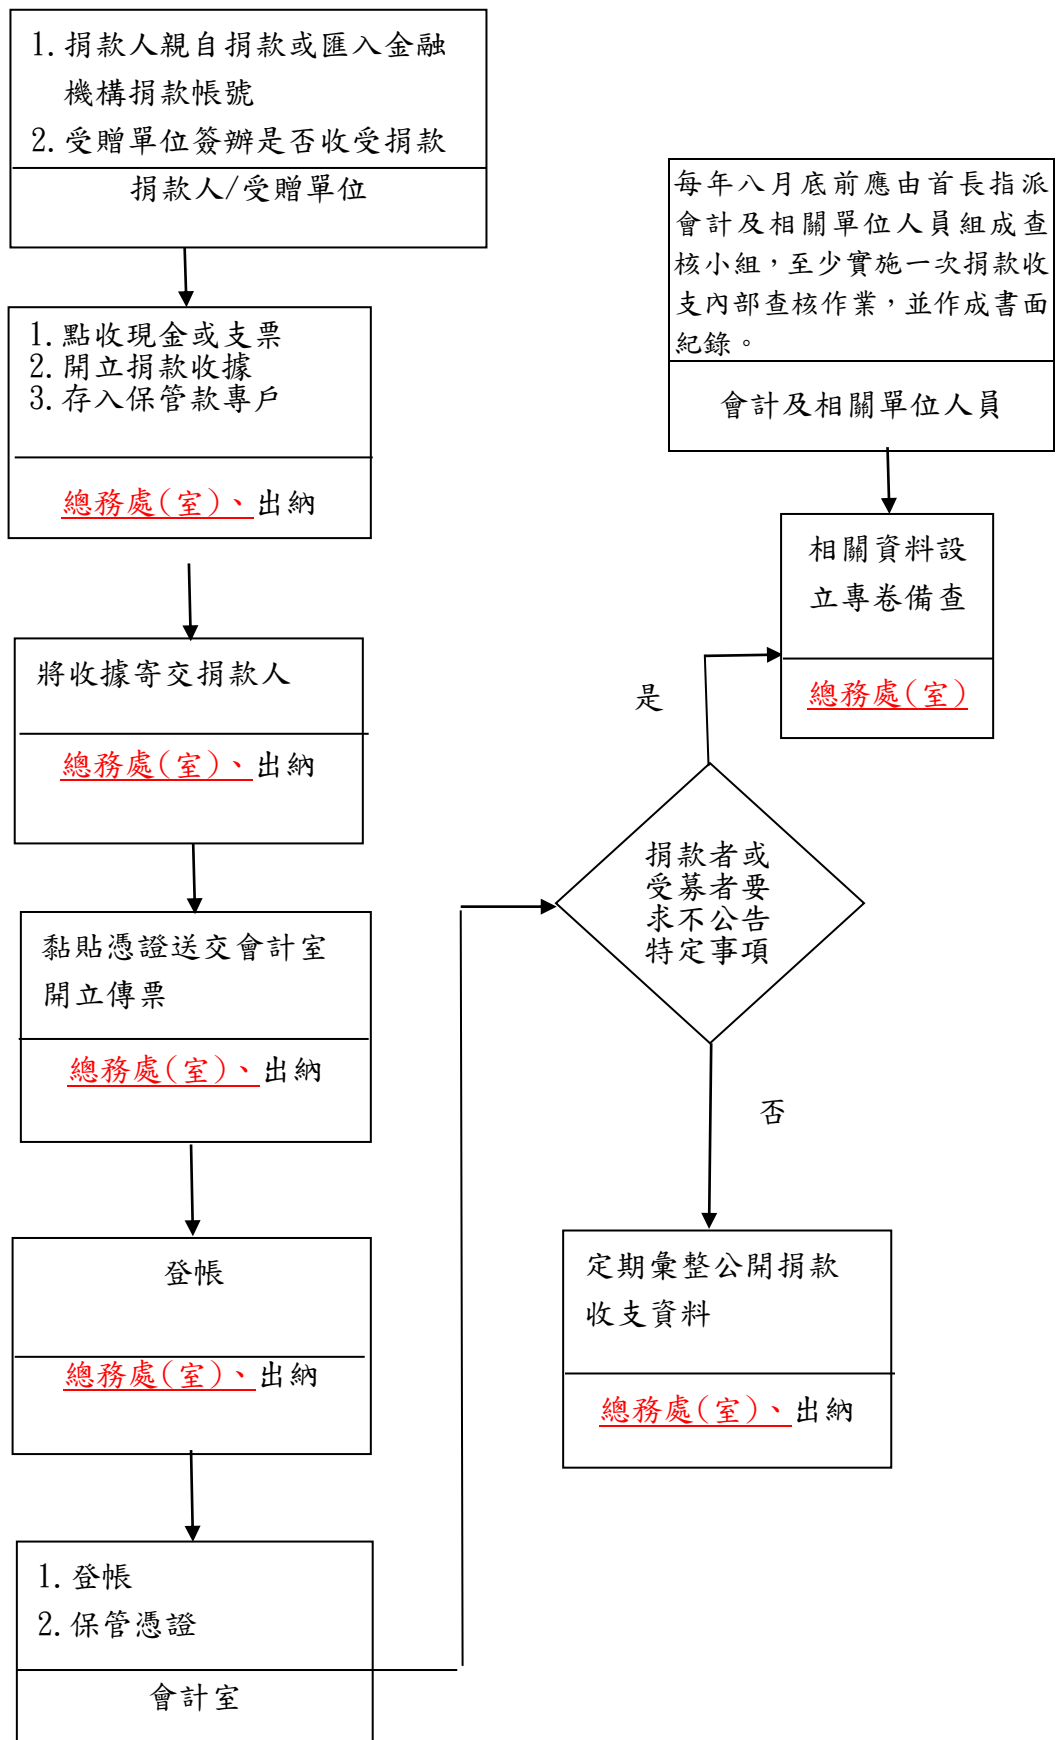 1. 捐款人親自捐款或匯入金融
機構捐款帳號
2. 受贈單位簽辦是否收受捐款
捐款人/受贈單位
1. 點收現金或支票
2. 開立捐款收據
3. 存入保管款專戶
總務處(室)、出納
將收據寄交捐款人
總務處(室)、出納
黏貼憑證送交會計室
開立傳票
總務處(室)、出納
登帳
總務處(室)、出納
1. 登帳
2. 保管憑證
會計室
每年八月底前應由首長指派
會計及相關單位人員組成查
核小組，至少實施一次捐款收
支內部查核作業，並作成書面
紀錄。
會計及相關單位人員
相關資料設
立專卷備查
總務處(室)
是
捐款者或
受募者要
求不公告
特定事項
否
定期彙整公開捐款
收支資料
總務處(室)、出納